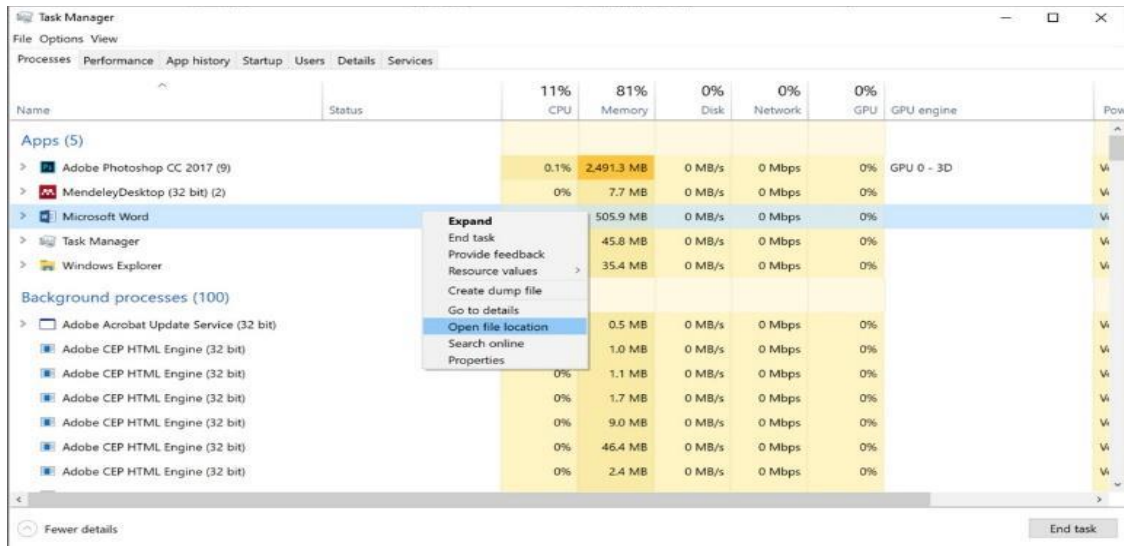 Task Manager
File Options View
Processes Performance App history Startup Users Details Services
11% 81% 0% 0% 0%
Name Status CPU Memory Disk Network GPU GPU engine Pow
Apps (5)
Adobe Photoshop CC 2017 (9) 0.1% 2,491.3 MB 0 MB/s 0 Mbps 0% GPU 0 - 3D
MendeleyDesktop (32 bit) (2) 0% 7.7 MB 0 MB/s 0 Mbps 0%
Microsoft Word 505.9 MB 0 MB/s 0 Mbps 0%
Expand
Task Manager 45.8 MB 0 MB/s 0 Mbps 0%
End task
Provide feedback
Windows Explorer 35.4 MB 0 MB/s 0 Mbps 0%
Resource values
Create dump file
Background processes (100)
Go to details
Adobe Acrobat Update Service (32 bit) 0.5 MB 0 MB/s 0 Mbps 0%
Open file location
Search online
Adobe CEP HTML Engine (32 bit) 1.0 MB 0 MB/s 0 Mbps 0%
Properties
Adobe CEP HTML Engine (32 bit) 0% 1.1 MB 0 MB/s 0 Mbps 0%
Adobe CEP HTML Engine (32 bit) 0% 1.7 MB 0 MB/s 0 Mbps 0%
Adobe CEP HTML Engine (32 bit) 0% 9.0 MB 0 MB/s 0 Mbps 0%
Adobe CEP HTML Engine (32 bit) 0% 46.4 MB 0 MB/s 0 Mbps 0%
Adobe CEP HTML Engine (32 bit) 0% 2.4 MB 0 MB/s 0 Mbps 0%
Fewer details End task